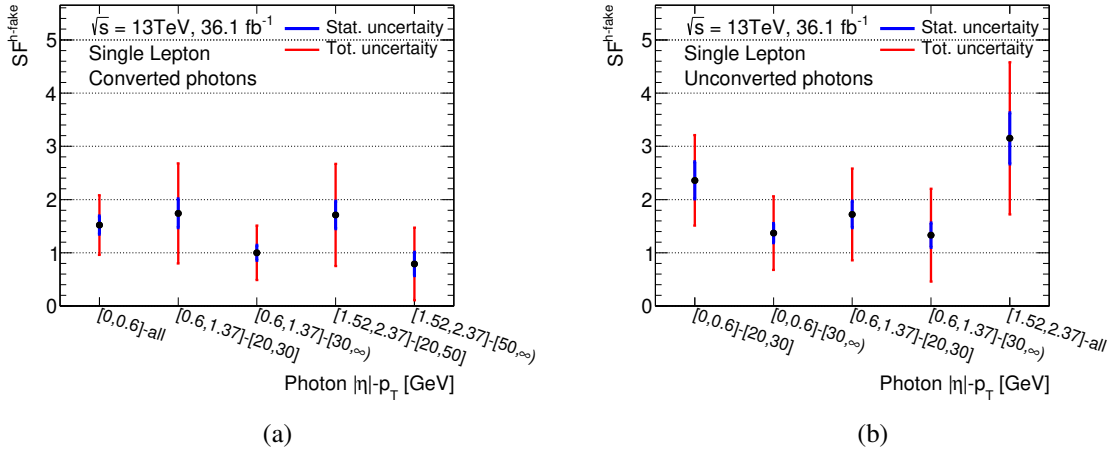 √s = 13TeV, 36.1 fb⁻¹
Single Lepton
Converted photons
Stat. uncertaity
Tot. uncertainty
SF^h-fake
5
4
3
2
1
0
[0,0.6]-all
[0.6,1.37]-[20,30]
[0.6,1.37]-[30,∞)
[1.52,2.37]-[20,50]
[1.52,2.37]-[50,∞)
Photon |η|-p_T [GeV]
(a)
√s = 13TeV, 36.1 fb⁻¹
Single Lepton
Unconverted photons
Stat. uncertaity
Tot. uncertainty
SF^h-fake
5
4
3
2
1
0
[0,0.6]-[20,30]
[0,0.6]-[30,∞)
[0.6,1.37]-[20,30]
[0.6,1.37]-[30,∞)
[1.52,2.37]-all
Photon |η|-p_T [GeV]
(b)